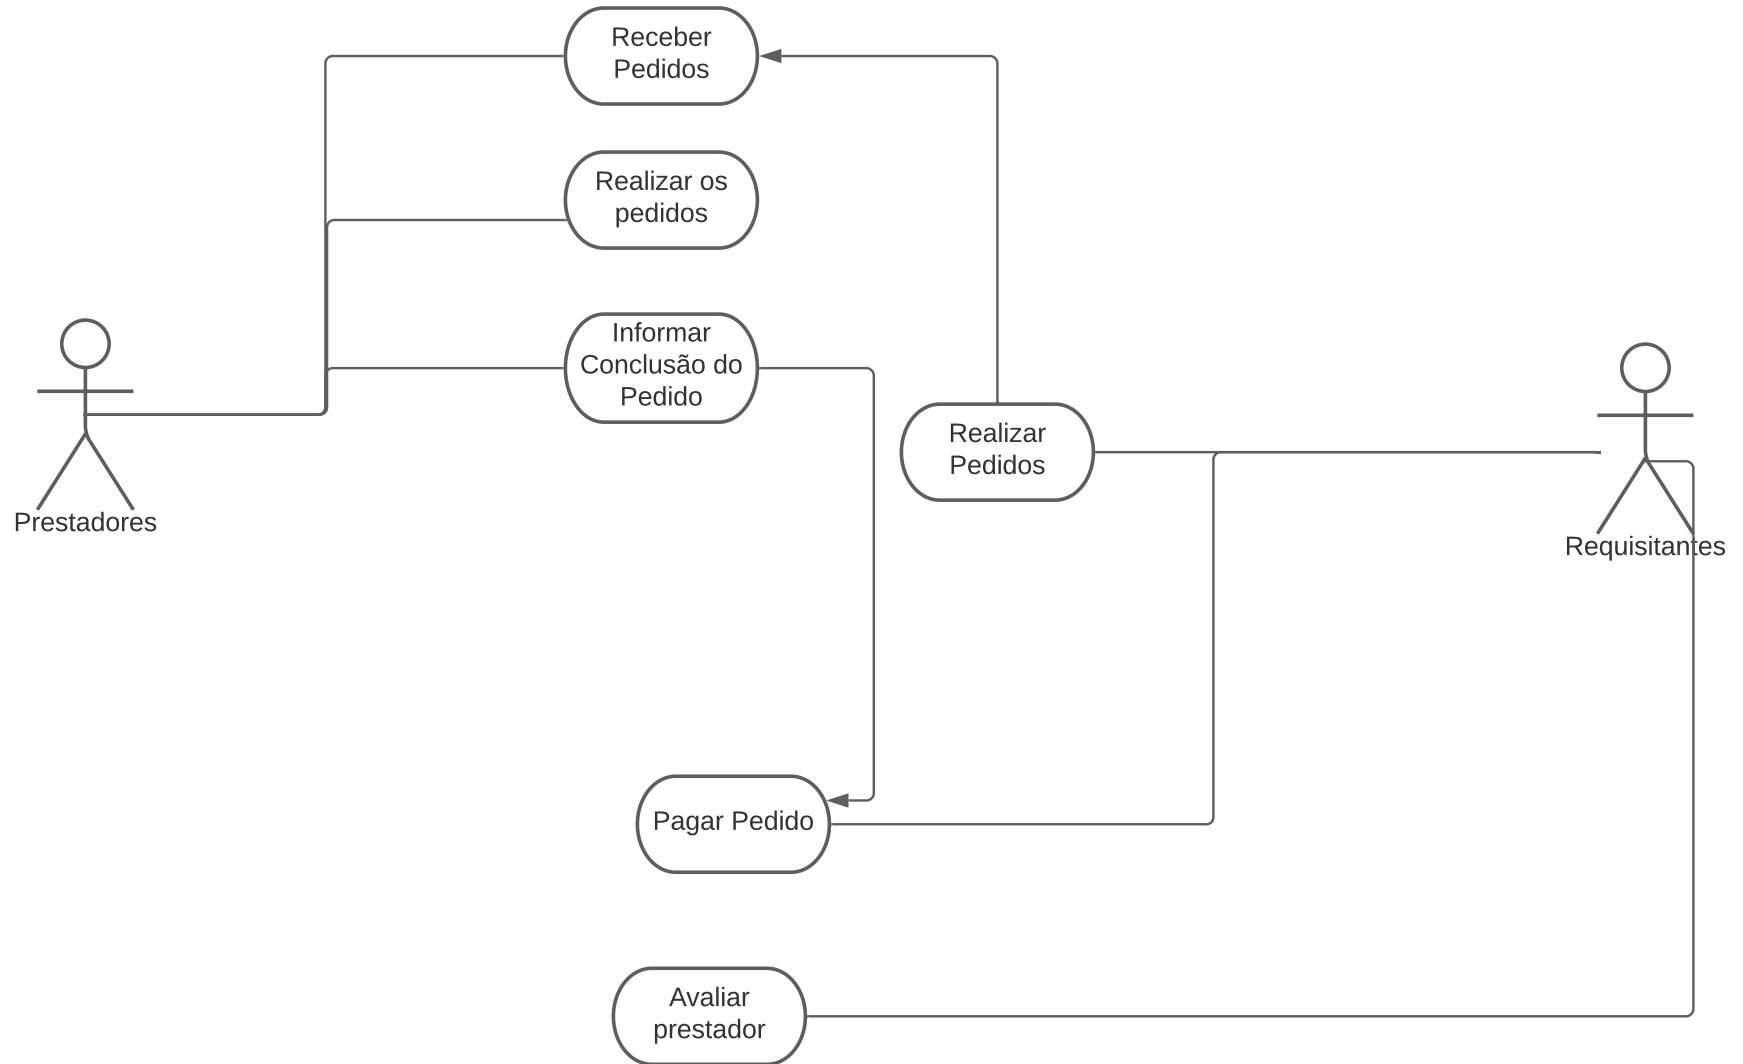 Receber
Pedidos
Realizar os
pedidos
Informar
Conclusão do
Pedido
Realizar
Pedidos
Prestadores
Requisitantes
Pagar Pedido
Avaliar
prestador